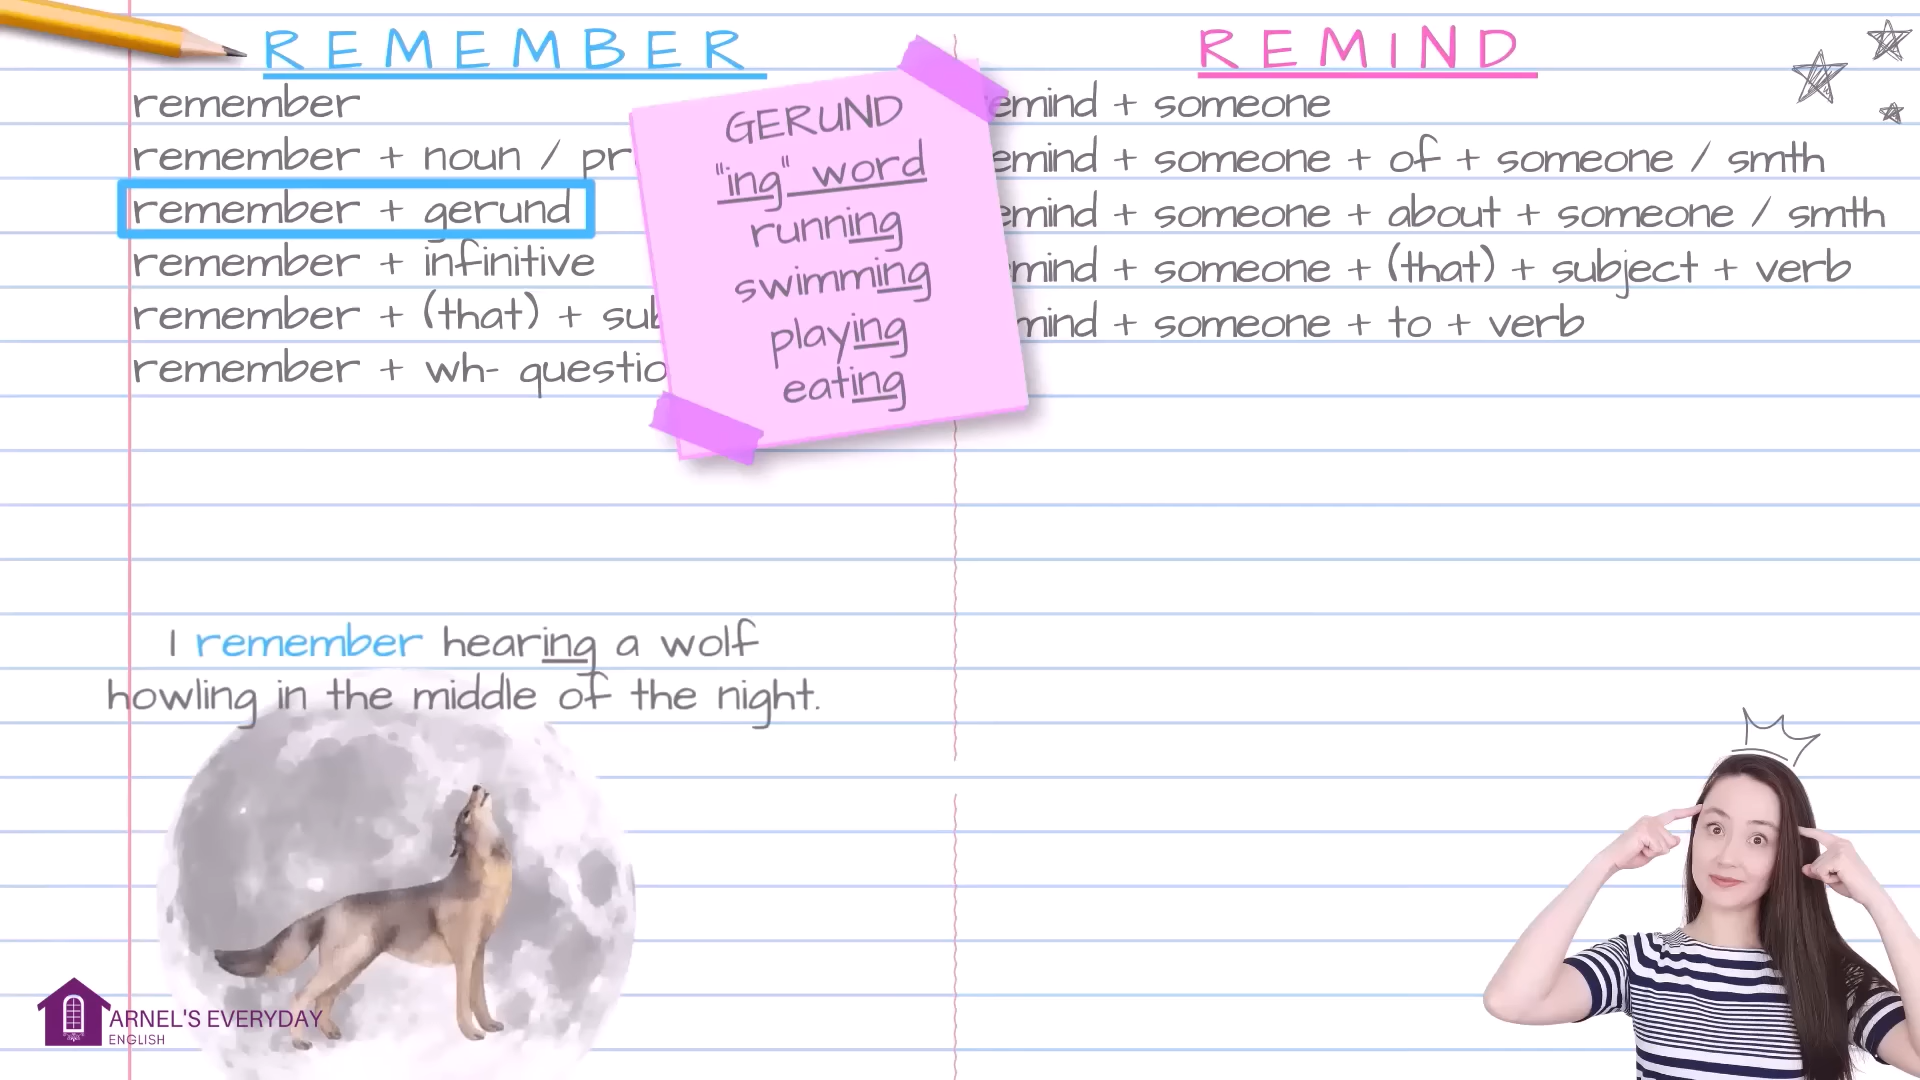 REMEMBER
remember
remember + noun / pr
remember + gerund
remember + infinitive
remember + (that) + sub
remember + wh- questio
GERUND
"ing" word
running
swimming
playing
eating
REMIND
emind + someone
emind + someone + of + someone / smth
emind + someone + about + someone / smth
mind + someone + (that) + subject + verb
mind + someone + to + verb
I remember hearing a wolf
howling in the middle of the night.
ARNEL'S EVERYDAY
ENGLISH